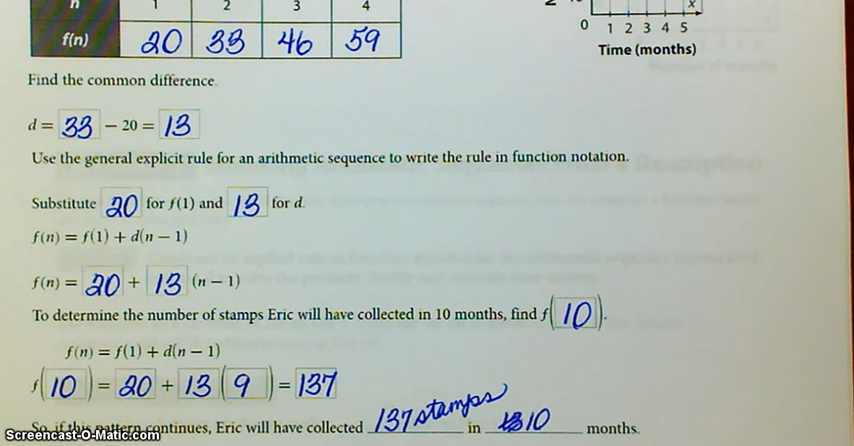 n 1 2 3 4
f(n) 20 33 46 59
0 1 2 3 4 5
Time (months)
Find the common difference.
d = 33 − 20 = 13
Use the general explicit rule for an arithmetic sequence to write the rule in function notation.
Substitute 20 for f(1) and 13 for d.
f(n) = f(1) + d(n − 1)
f(n) = 20 + 13 (n − 1)
To determine the number of stamps Eric will have collected in 10 months, find f(10).
f(n) = f(1) + d(n − 1)
f(10) = 20 + 13(9) = 137
So, if this pattern continues, Eric will have collected 137 stamps in 10 months.
Screencast-O-Matic.com